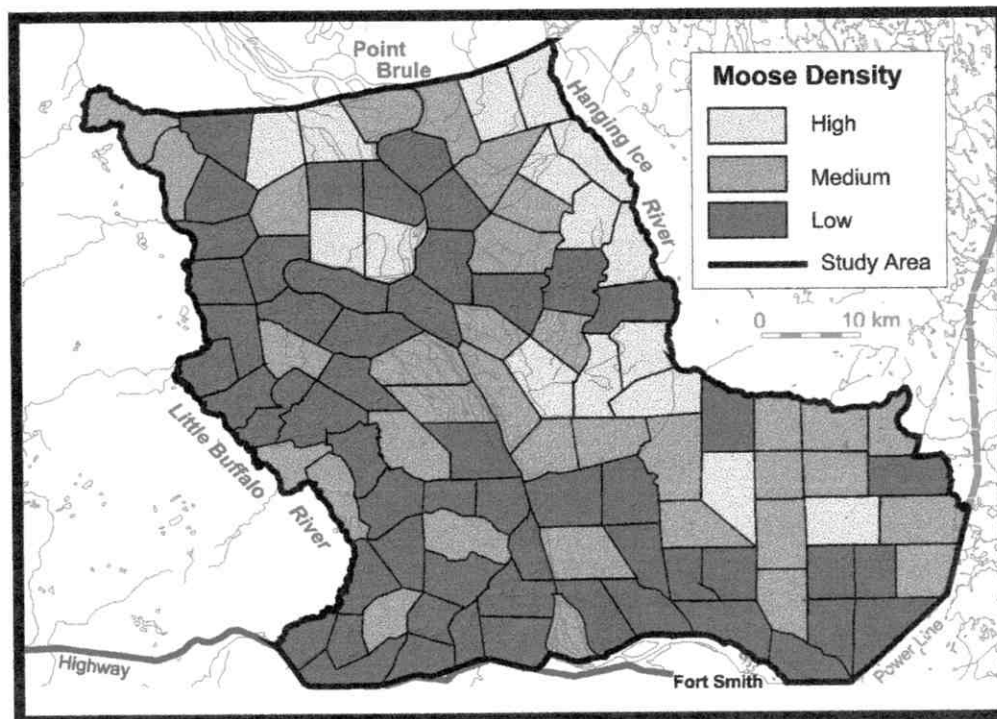 Point
Brule
Hanging Ice
River
Moose Density
High
Medium
Low
Study Area
0 10 km
Little Buffalo
River
Highway
Fort Smith
Power Line